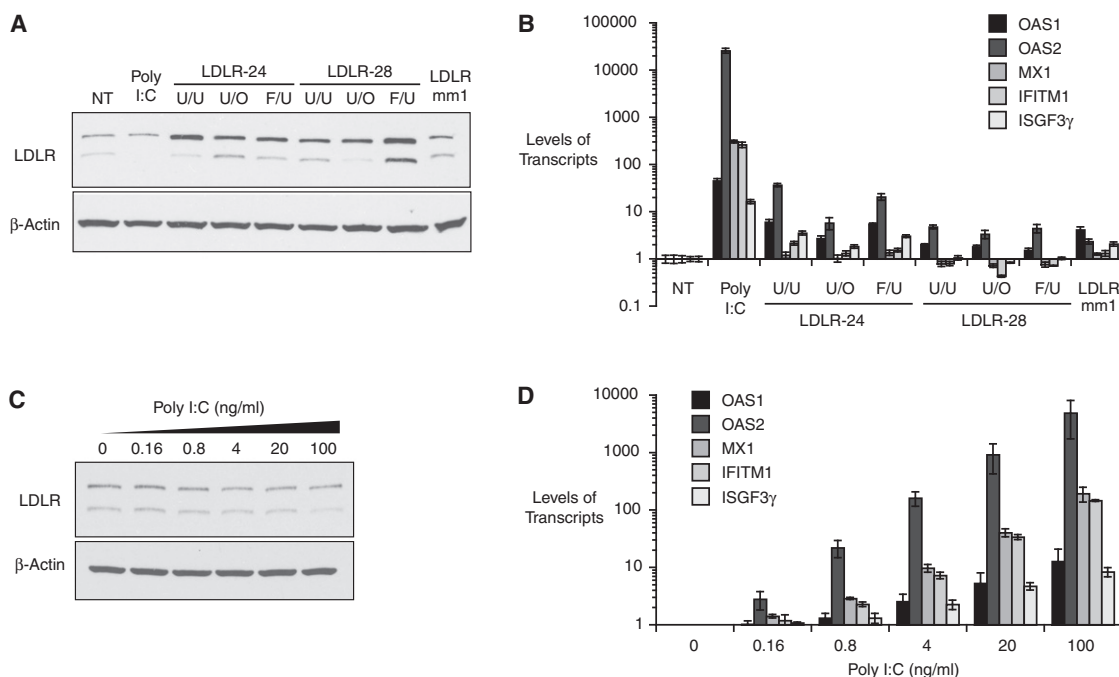 A
Poly
I:C
LDLR-24
LDLR-28
LDLR
mm1
NT
U/U
U/O
F/U
U/U
U/O
F/U
LDLR
β-Actin
B
100000
10000
1000
100
10
1
0.1
Levels of
Transcripts
OAS1
OAS2
MX1
IFITM1
ISGF3γ
NT
Poly
I:C
U/U
U/O
F/U
U/U
U/O
F/U
LDLR
mm1
LDLR-24
LDLR-28
C
Poly I:C (ng/ml)
0 0.16 0.8 4 20 100
LDLR
β-Actin
D
10000
1000
100
10
1
Levels of
Transcripts
OAS1
OAS2
MX1
IFITM1
ISGF3γ
0 0.16 0.8 4 20 100
Poly I:C (ng/ml)